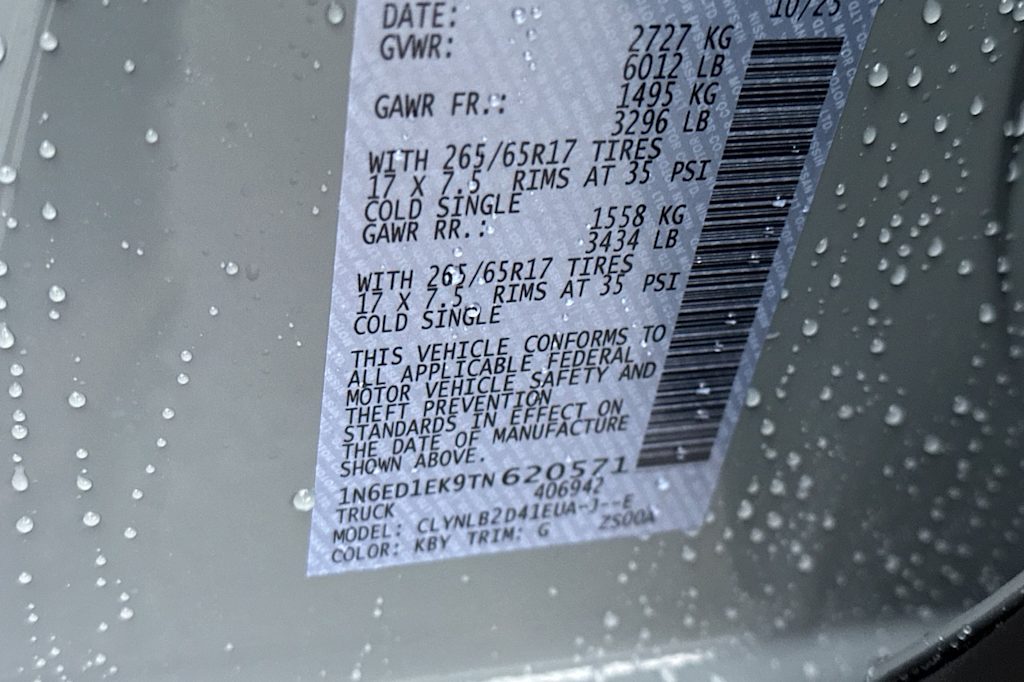 DATE: 10/23
GVWR: 2727 KG
6012 LB
GAWR FR.: 1495 KG
3296 LB
WITH 265/65R17 TIRES
17 X 7.5 RIMS AT 35 PSI
COLD SINGLE
GAWR RR.: 1558 KG
3434 LB
WITH 265/65R17 TIRES
17 X 7.5 RIMS AT 35 PSI
COLD SINGLE
THIS VEHICLE CONFORMS TO
ALL APPLICABLE FEDERAL
MOTOR VEHICLE SAFETY AND
THEFT PREVENTION
STANDARDS IN EFFECT ON
THE DATE OF MANUFACTURE
SHOWN ABOVE.
1N6ED1EK9TN620571
TRUCK 406942
MODEL: CLYNLB2D41EUA-J--E
COLOR: KBY TRIM: G ZS00A